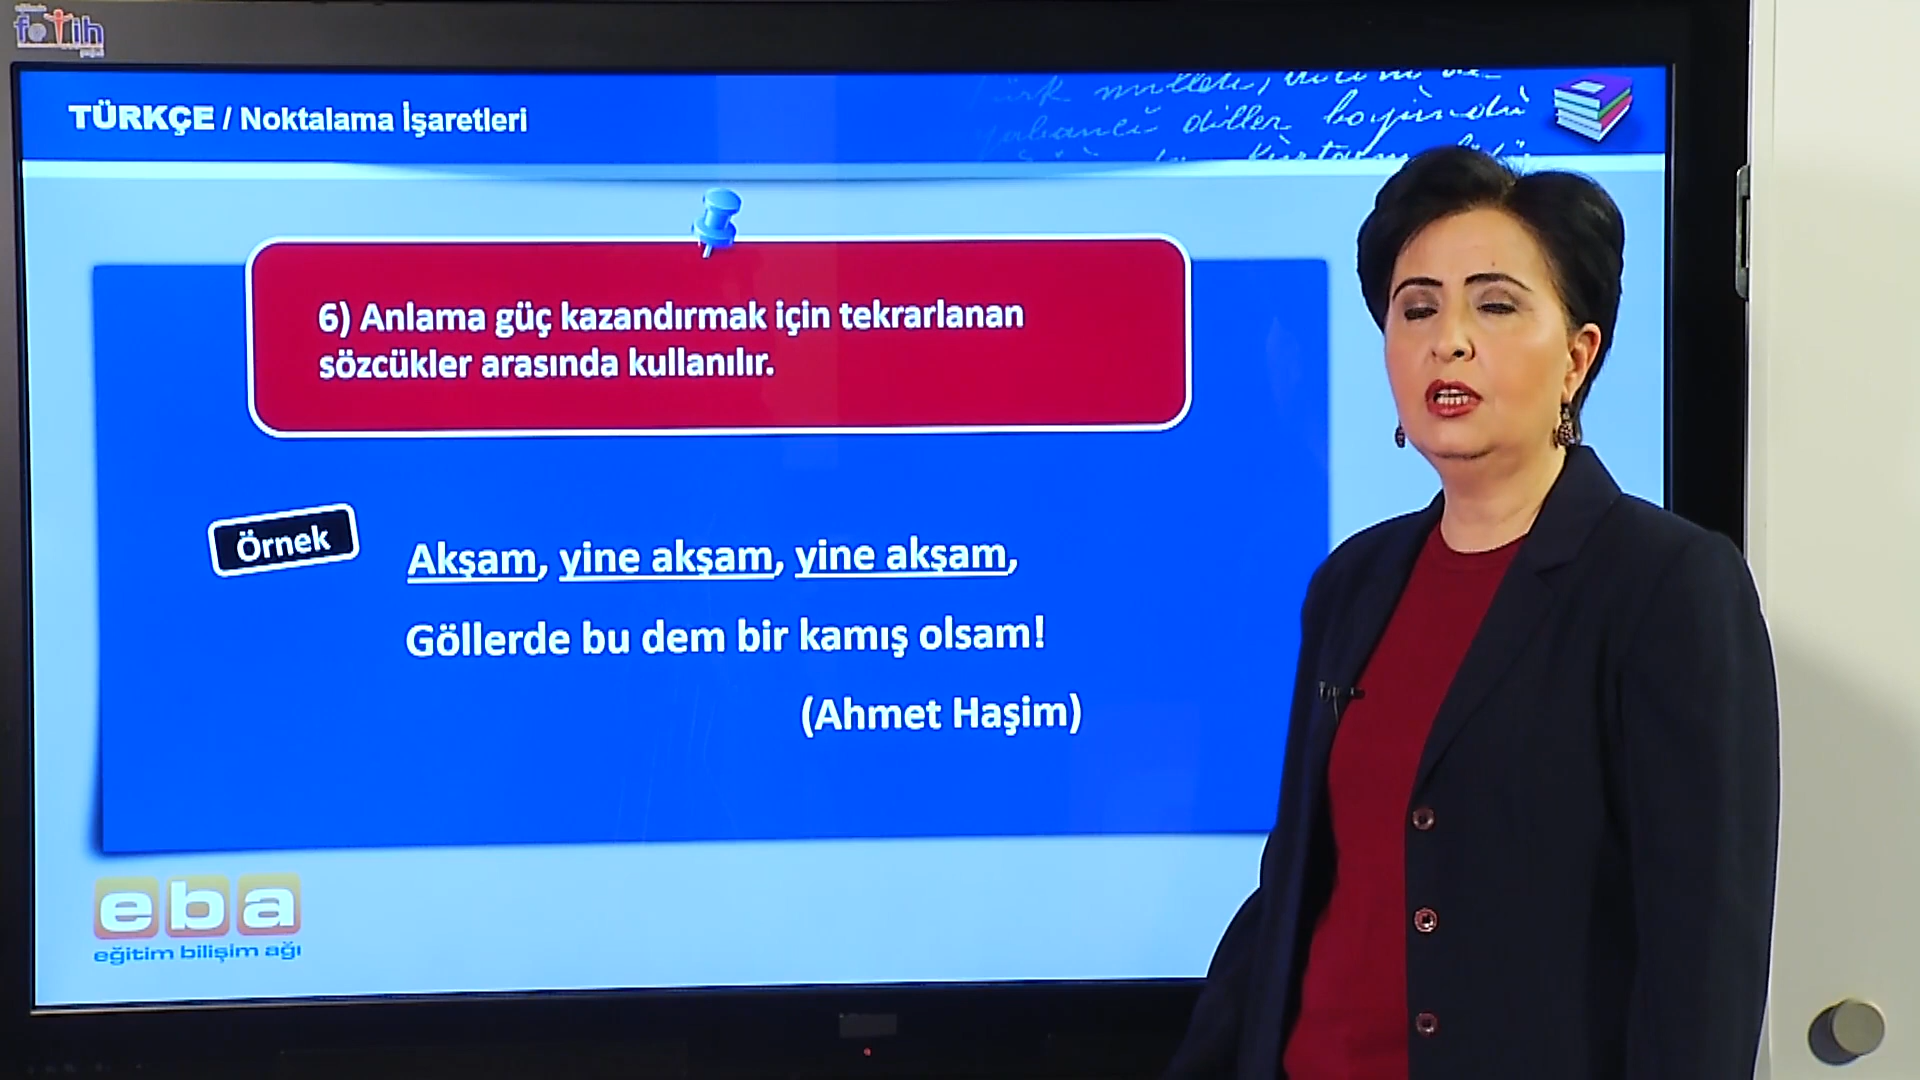 fatih
TÜRKÇE / Noktalama İşaretleri
diller
6) Anlama güç kazandırmak için tekrarlanan
sözcükler arasında kullanılır.
Örnek
Akşam, yine akşam, yine akşam,
Göllerde bu dem bir kamış olsam!
(Ahmet Haşim)
eba
eğitim bilişim ağı